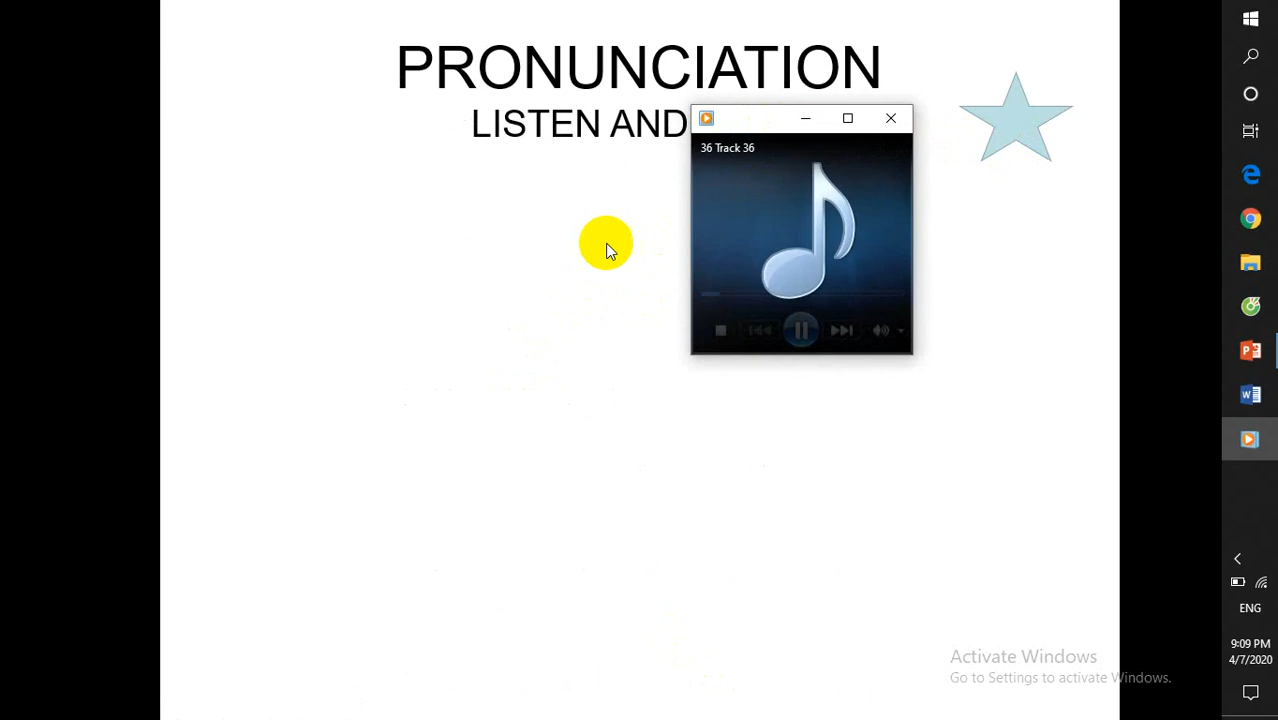 PRONUNCIATION
LISTEN AND
36 Track 36
ENG
9:09 PM
4/7/2020
Activate Windows
Go to Settings to activate Windows.